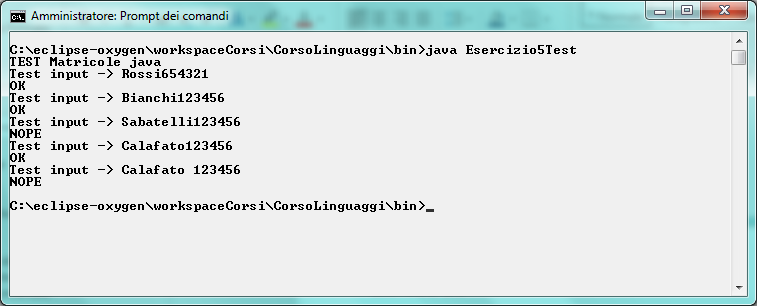 Amministratore: Prompt dei comandi
C:\eclipse-oxygen\workspaceCorsi\CorsoLinguaggi\bin>java Esercizio5Test
TEST Matricole java
Test input -> Rossi654321
OK
Test input -> Bianchi123456
OK
Test input -> Sabatelli123456
NOPE
Test input -> Calafato123456
OK
Test input -> Calafato 123456
NOPE
C:\eclipse-oxygen\workspaceCorsi\CorsoLinguaggi\bin>_